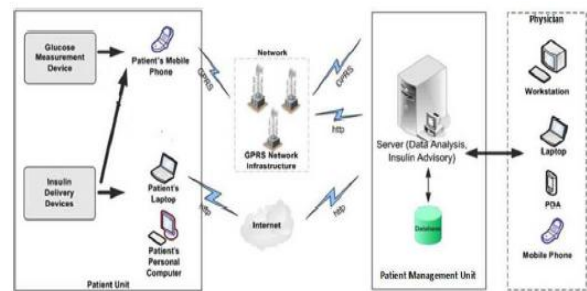 Glucose
Measurement
Device
Patient's Mobile
Phone
Insulin
Delivery
Devices
Patient's
Laptop
Patient's
Personal
Computer
Patient Unit
GPRS
http
Network
GPRS Network
Infrastructure
Internet
GPRS
http
http
Server (Data Analysis,
Insulin Advisory)
Database
Patient Management Unit
Physician
Workstation
Laptop
PDA
Mobile Phone